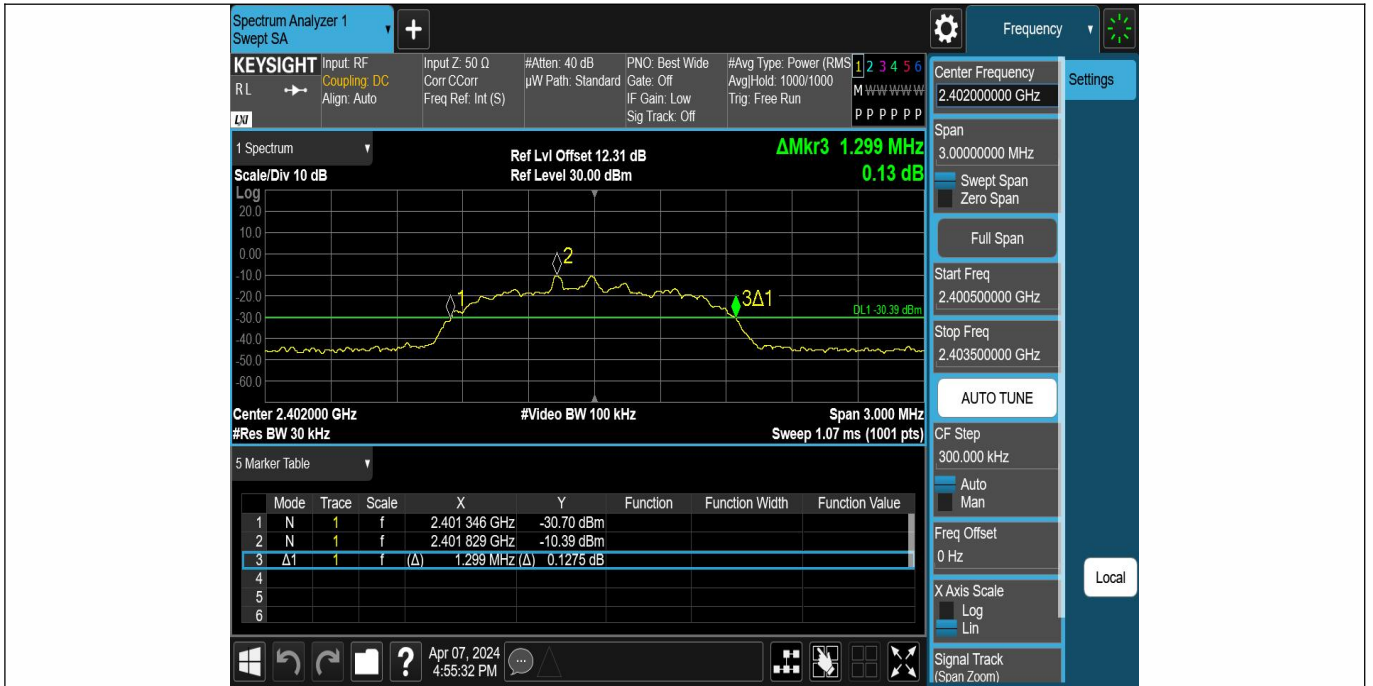 Spectrum Analyzer 1
Swept SA
+
Frequency
KEYSIGHT
RL
LXI
Input: RF
Coupling: DC
Align: Auto
Input Z: 50 Ω
Corr CCorr
Freq Ref: Int (S)
#Atten: 40 dB
µW Path: Standard
PNO: Best Wide
Gate: Off
IF Gain: Low
Sig Track: Off
#Avg Type: Power (RMS
Avg|Hold: 1000/1000
Trig: Free Run
1 2 3 4 5 6
M W W W W W
P P P P P P
1 Spectrum
Scale/Div 10 dB
Ref Lvl Offset 12.31 dB
Ref Level 30.00 dBm
ΔMkr3 1.299 MHz
0.13 dB
Log
20.0
10.0
0.00
-10.0
-20.0
-30.0
-40.0
-50.0
-60.0
1
2
3Δ1
DL1 -30.39 dBm
Center 2.402000 GHz
#Video BW 100 kHz
Span 3.000 MHz
#Res BW 30 kHz
Sweep 1.07 ms (1001 pts)
5 Marker Table
Mode Trace Scale X Y Function Function Width Function Value
1 N 1 f 2.401 346 GHz -30.70 dBm
2 N 1 f 2.401 829 GHz -10.39 dBm
3 Δ1 1 f (Δ) 1.299 MHz (Δ) 0.1275 dB
4
5
6
?
Apr 07, 2024
4:55:32 PM
Center Frequency
2.402000000 GHz
Settings
Span
3.00000000 MHz
Swept Span
Zero Span
Full Span
Start Freq
2.400500000 GHz
Stop Freq
2.403500000 GHz
AUTO TUNE
CF Step
300.000 kHz
Auto
Man
Freq Offset
0 Hz
Local
X Axis Scale
Log
Lin
Signal Track
(Span Zoom)